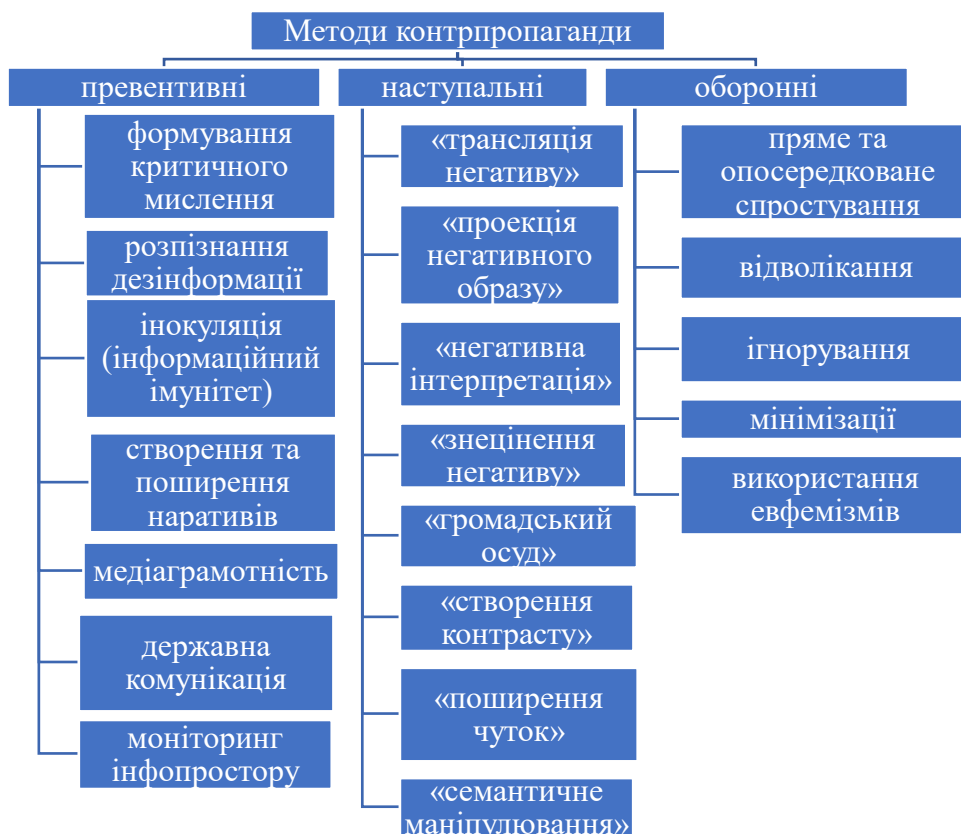 Методи контрпропаганди
превентивні
формування
критичного
мислення
розпізнання
дезінформації
інокуляція
(інформаційний
імунітет)
створення та
поширення
наративів
медіаграмотність
державна
комунікація
моніторинг
інфопростору
наступальні
«трансляція
негативу»
«проекція
негативного
образу»
«негативна
інтерпретація»
«знецінення
негативу»
«громадський
осуд»
«створення
контрасту»
«поширення
чуток»
«семантичне
маніпулювання»
оборонні
пряме та
опосередковане
спростування
відволікання
ігнорування
мінімізації
використання
евфемізмів